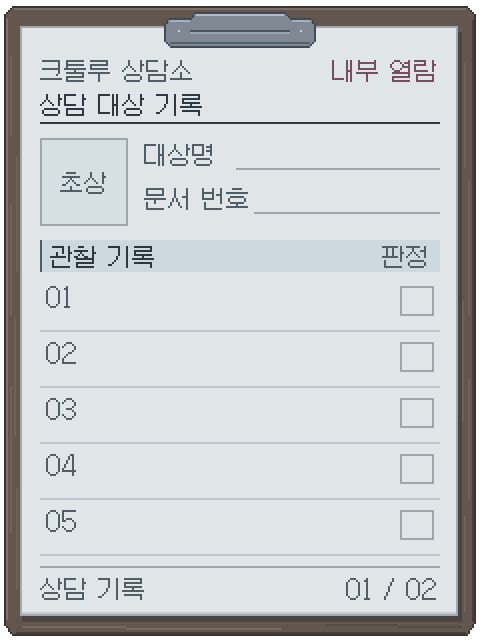 크툴루 상담소 내부 열람
상담 대상 기록
초상
대상명
문서 번호
관찰 기록 판정
01
02
03
04
05
상담 기록 01 / 02